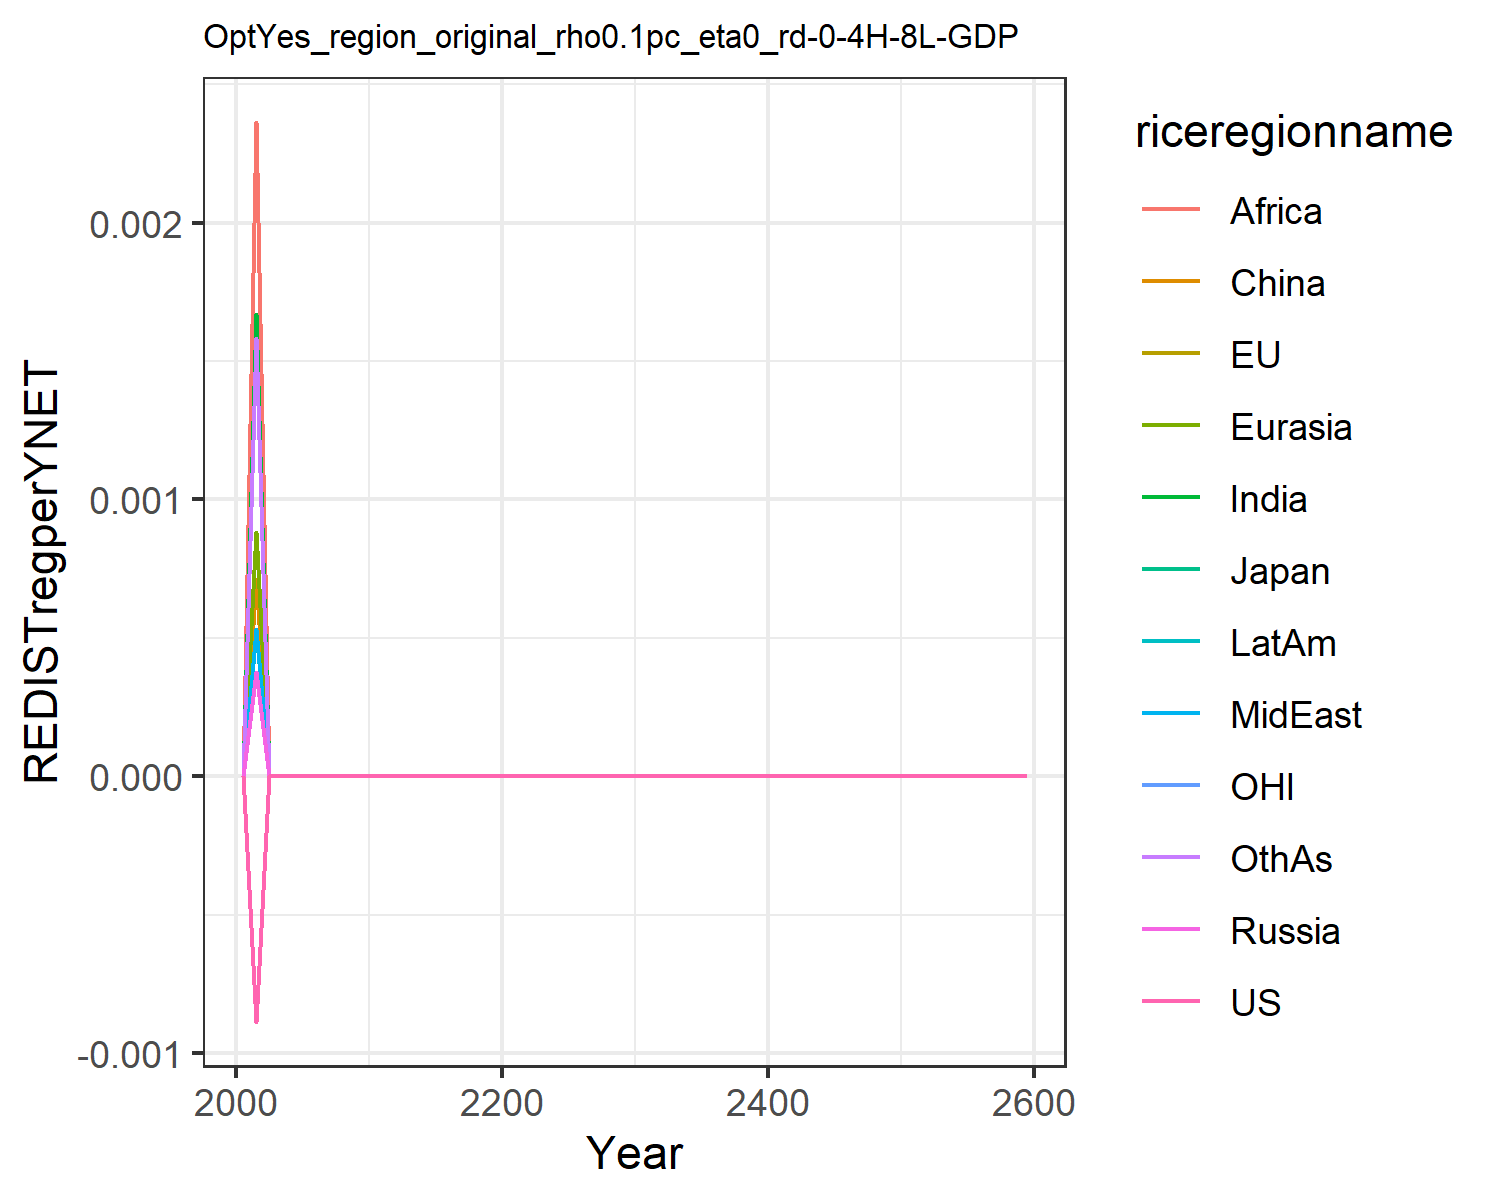 OptYes_region_original_rho0.1pc_eta0_rd-0-4H-8L-GDP
REDISTregperYNET
0.002
0.001
0.000
-0.001
2000
2200
2400
2600
Year
riceregionname
Africa
China
EU
Eurasia
India
Japan
LatAm
MidEast
OHI
OthAs
Russia
US